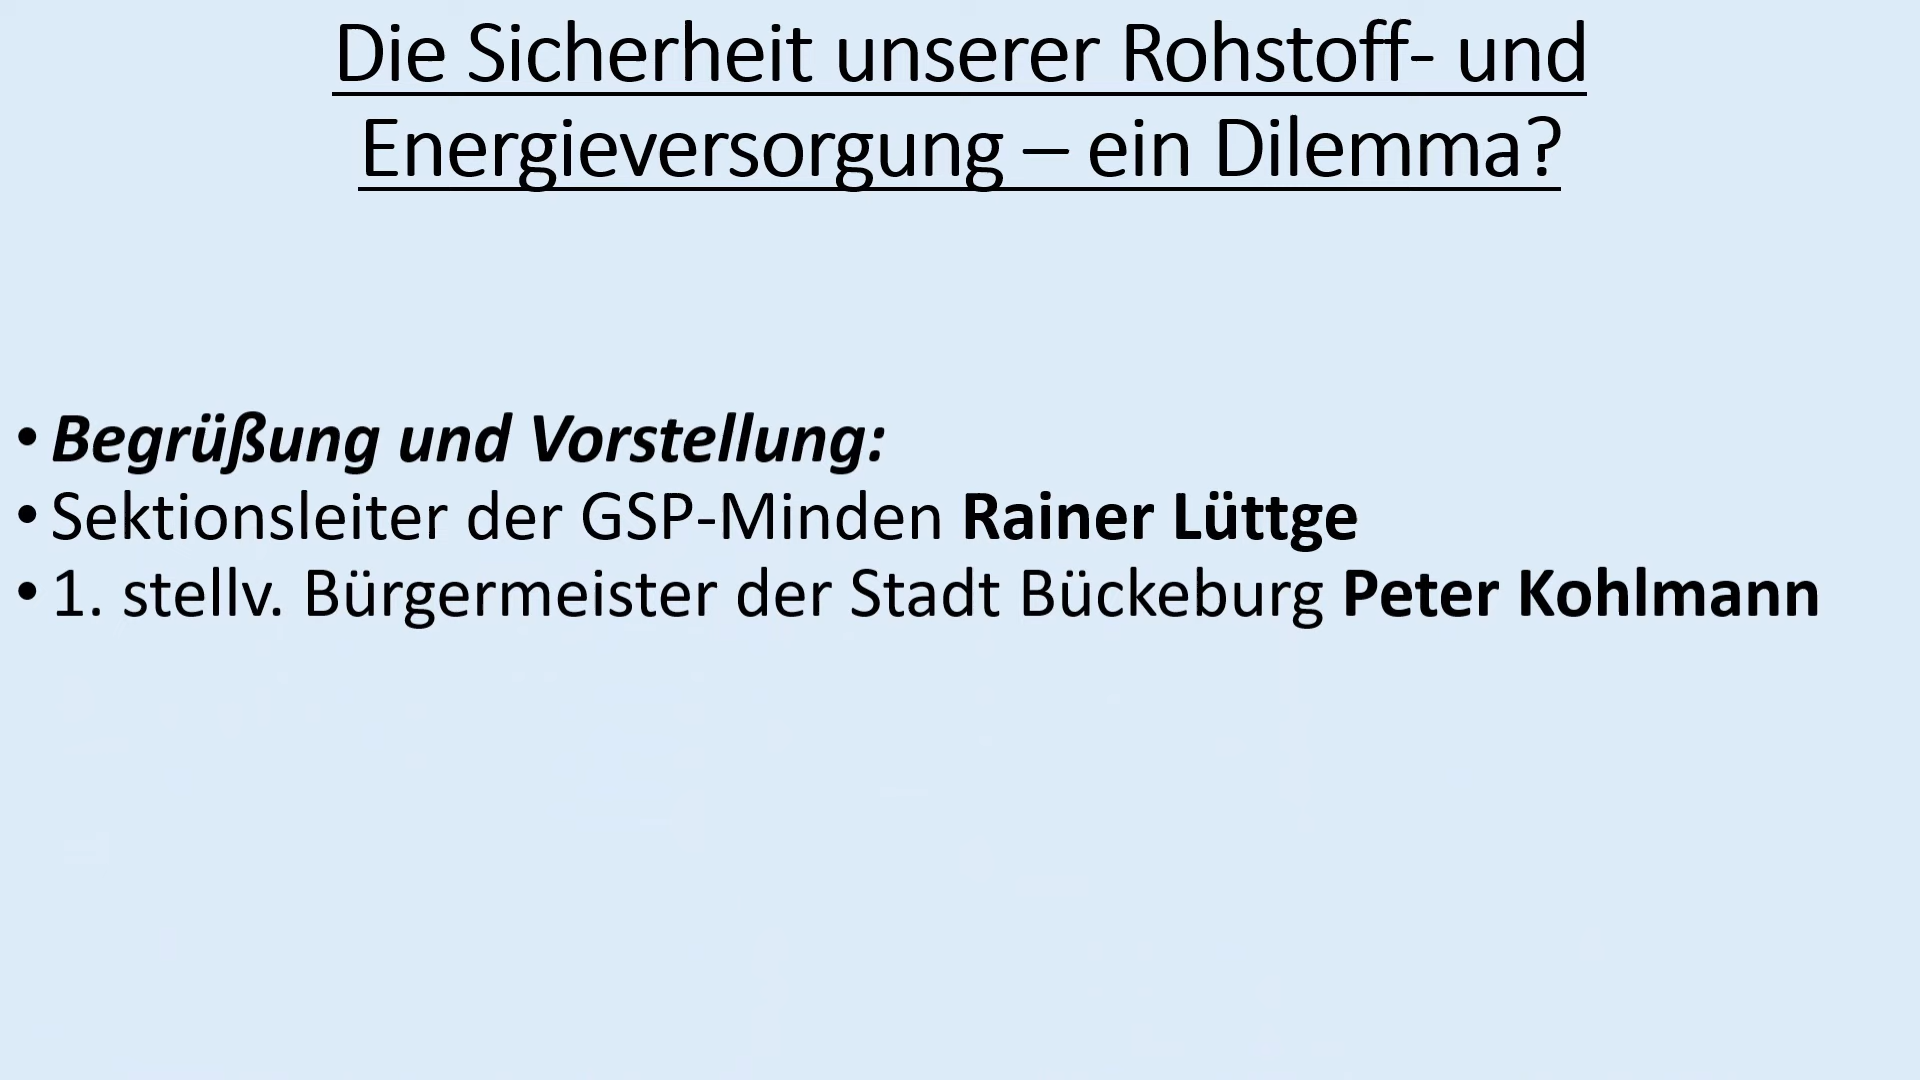 Die Sicherheit unserer Rohstoff- und
Energieversorgung – ein Dilemma?
• Begrüßung und Vorstellung:
• Sektionsleiter der GSP-Minden Rainer Lüttge
• 1. stellv. Bürgermeister der Stadt Bückeburg Peter Kohlmann